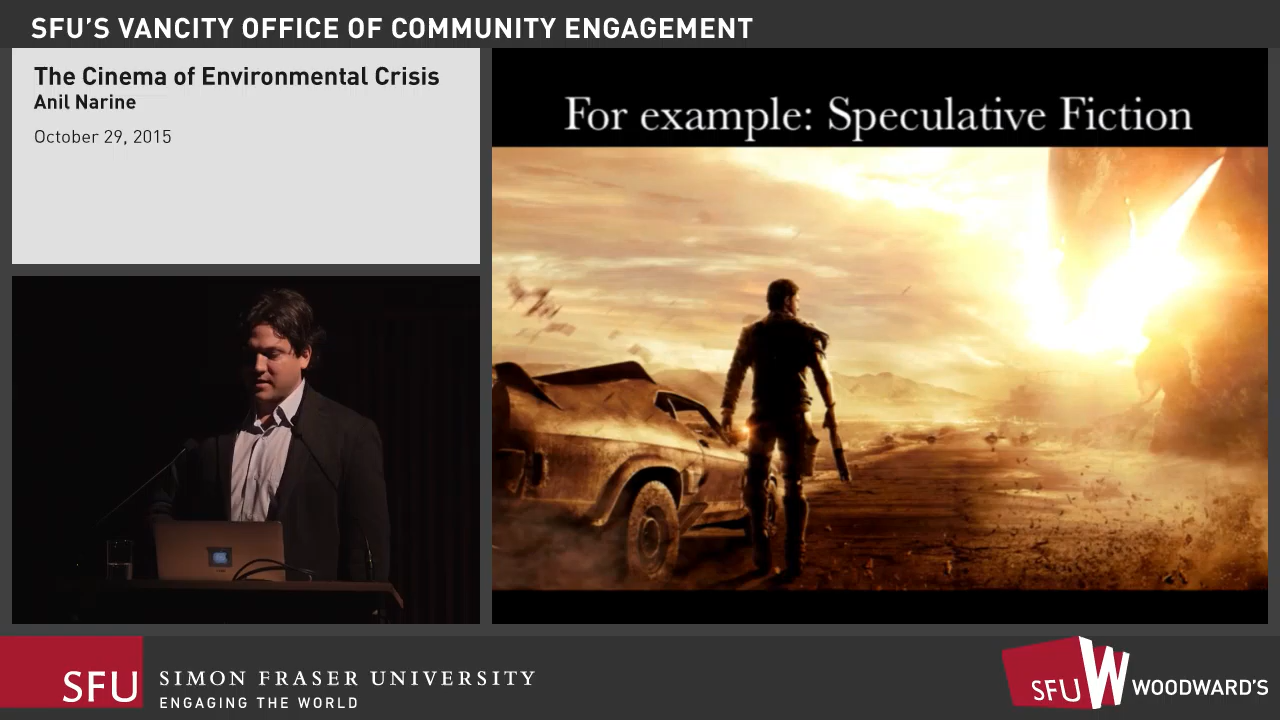 SFU'S VANCITY OFFICE OF COMMUNITY ENGAGEMENT
The Cinema of Environmental Crisis
Anil Narine
October 29, 2015
For example: Speculative Fiction
SFU
SIMON FRASER UNIVERSITY
ENGAGING THE WORLD
SFU W WOODWARD'S